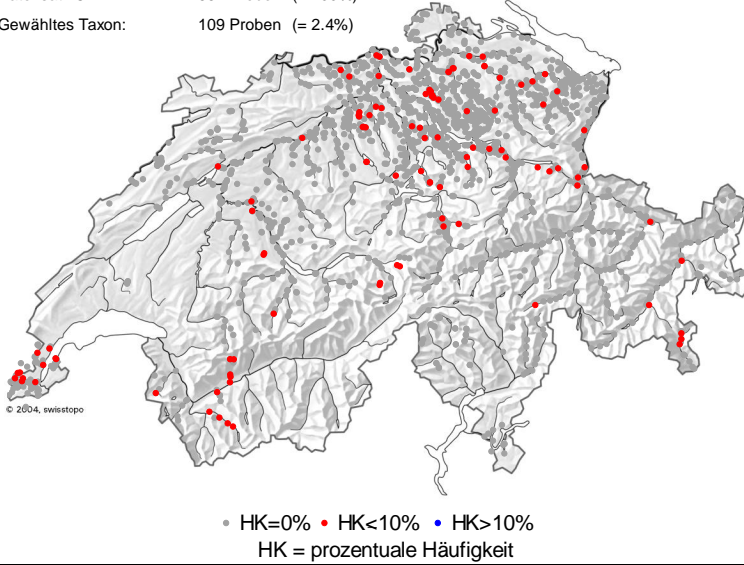 Gewähltes Taxon: 109 Proben (= 2.4%)
© 2004, swisstopo
HK=0% HK<10% HK>10%
HK = prozentuale Häufigkeit